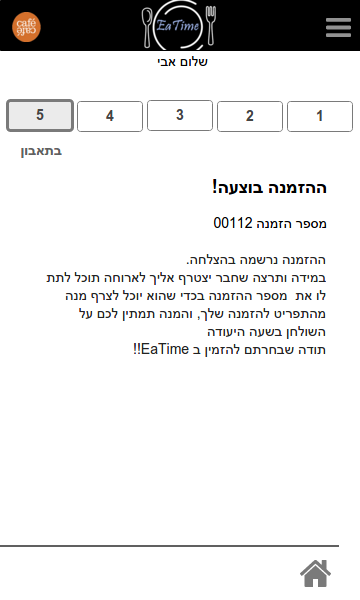 café
café
EaTime
שלום אבי
1 2 3 4 5
בתאבון
ההזמנה בוצעה!
מספר הזמנה 00112
ההזמנה נרשמה בהצלחה.
במידה ותרצה שחבר יצטרף אליך לארוחה תוכל לתת
לו את מספר ההזמנה בכדי שהוא יוכל לצרף מנה
מהתפריט להזמנה שלך, והמנה תמתין לכם על
השולחן בשעה היעודה
תודה שבחרתם להזמין ב EaTime!!